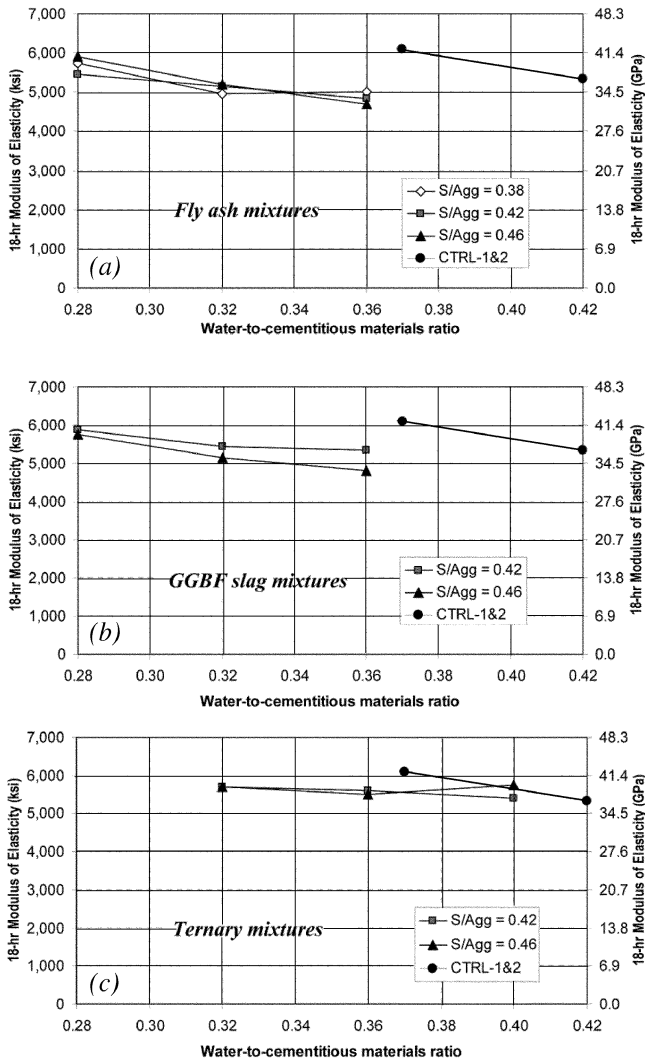 7,000
6,000
5,000
4,000
3,000
2,000
1,000
0
18-hr Modulus of Elasticity (ksi)
48.3
41.4
34.5
27.6
20.7
13.8
6.9
0.0
18-hr Modulus of Elasticity (GPa)
Fly ash mixtures
S/Agg = 0.38
S/Agg = 0.42
S/Agg = 0.46
CTRL-1&2
(a)
0.28 0.30 0.32 0.34 0.36 0.38 0.40 0.42
Water-to-cementitious materials ratio
7,000
6,000
5,000
4,000
3,000
2,000
1,000
0
18-hr Modulus of Elasticity (ksi)
48.3
41.4
34.5
27.6
20.7
13.8
6.9
0.0
18-hr Modulus of Elasticity (GPa)
GGBF slag mixtures
S/Agg = 0.42
S/Agg = 0.46
CTRL-1&2
(b)
0.28 0.30 0.32 0.34 0.36 0.38 0.40 0.42
Water-to-cementitious materials ratio
7,000
6,000
5,000
4,000
3,000
2,000
1,000
0
18-hr Modulus of Elasticity (ksi)
48.3
41.4
34.5
27.6
20.7
13.8
6.9
0.0
18-hr Modulus of Elasticity (GPa)
Ternary mixtures
S/Agg = 0.42
S/Agg = 0.46
CTRL-1&2
(c)
0.28 0.30 0.32 0.34 0.36 0.38 0.40 0.42
Water-to-cementitious materials ratio